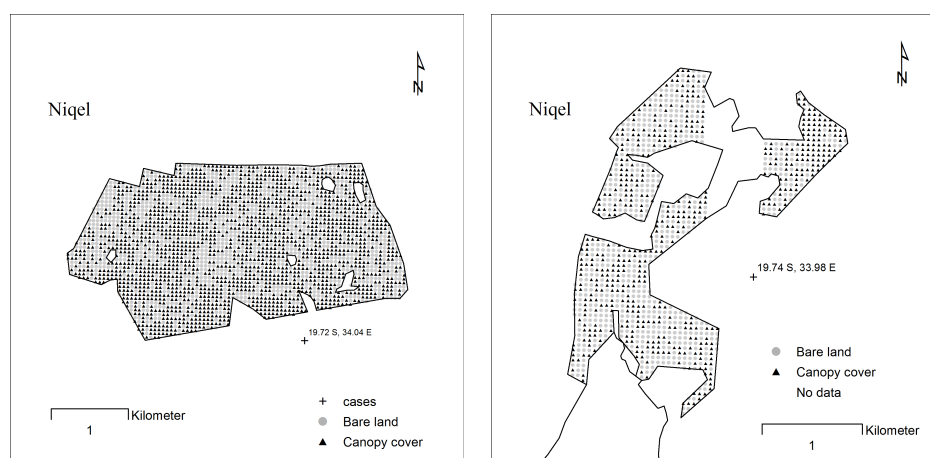 N
Niqel
19.72 S, 34.04 E
cases
Bare land
Canopy cover
Kilometer
1
N
Niqel
19.74 S, 33.98 E
Bare land
Canopy cover
No data
Kilometer
1